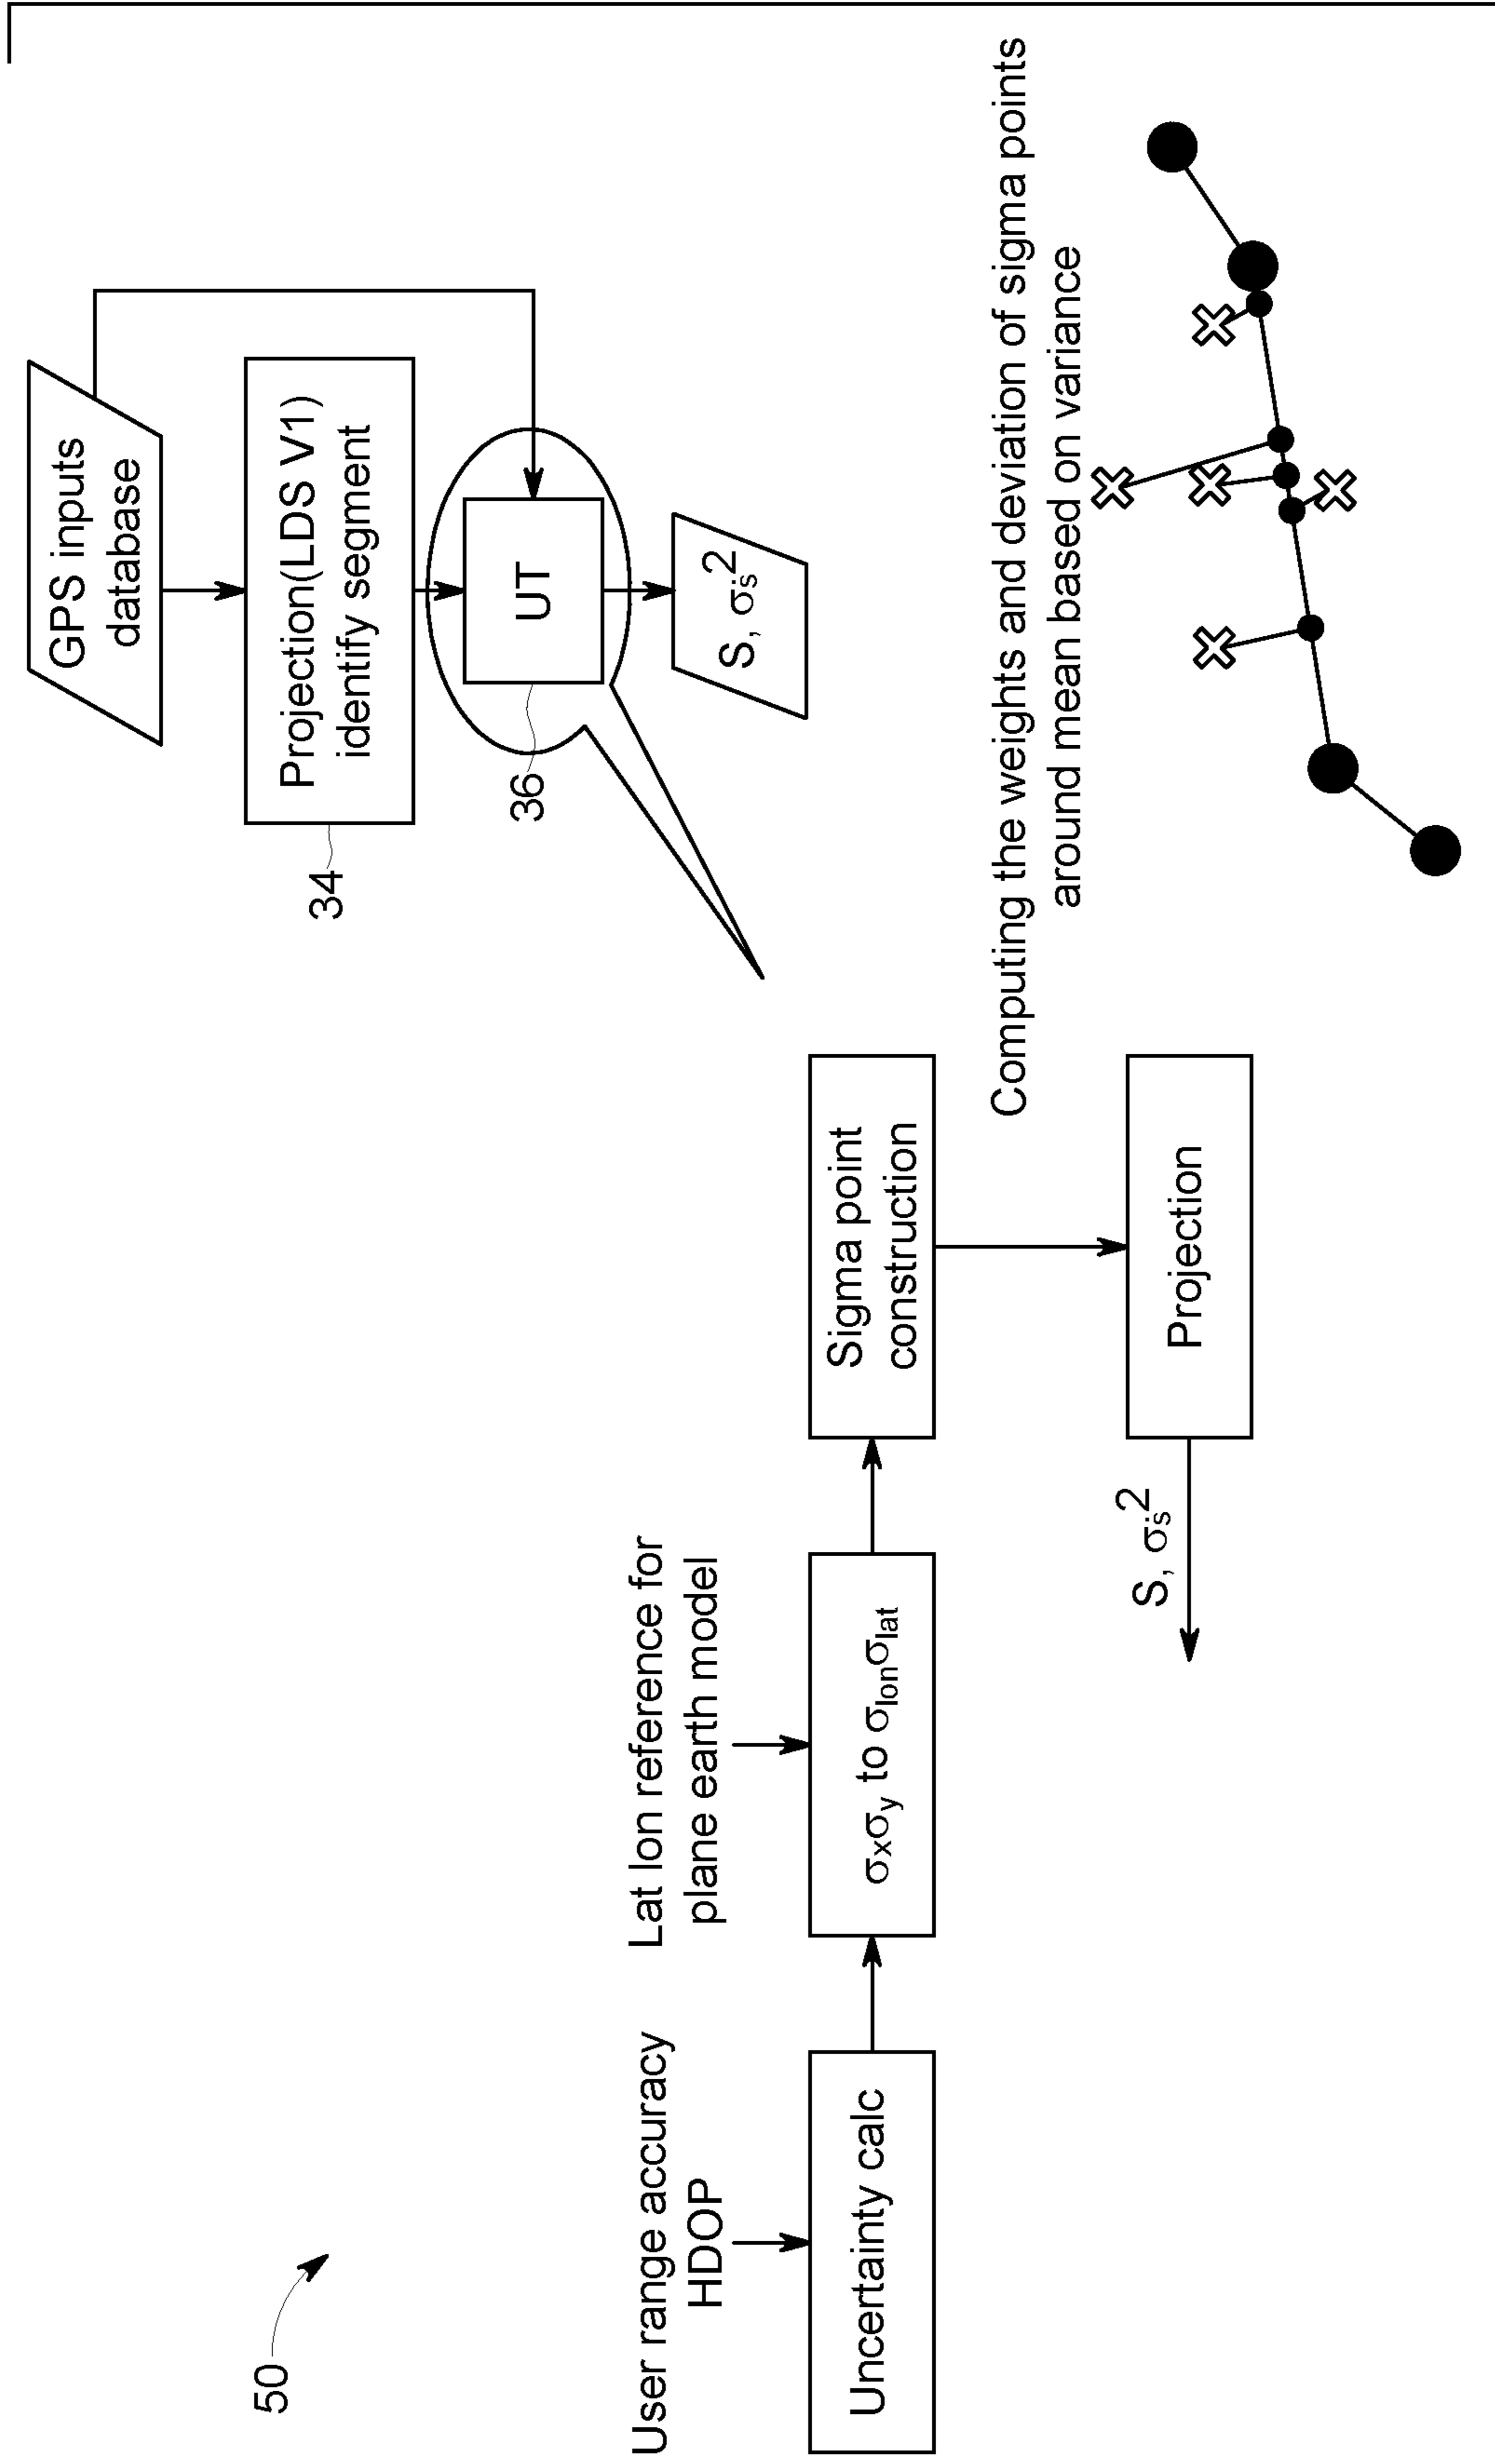 50
GPS inputs
database
Projection(LDS V1)
identify segment
34
UT
36
S, σṡ²
User range accuracy
HDOP
Lat lon reference for
plane earth model
Uncertainty calc
σₓσᵧ to σlonσlat
Sigma point
construction
Computing the weights and deviation of sigma points
around mean based on variance
S, σṡ²
Projection